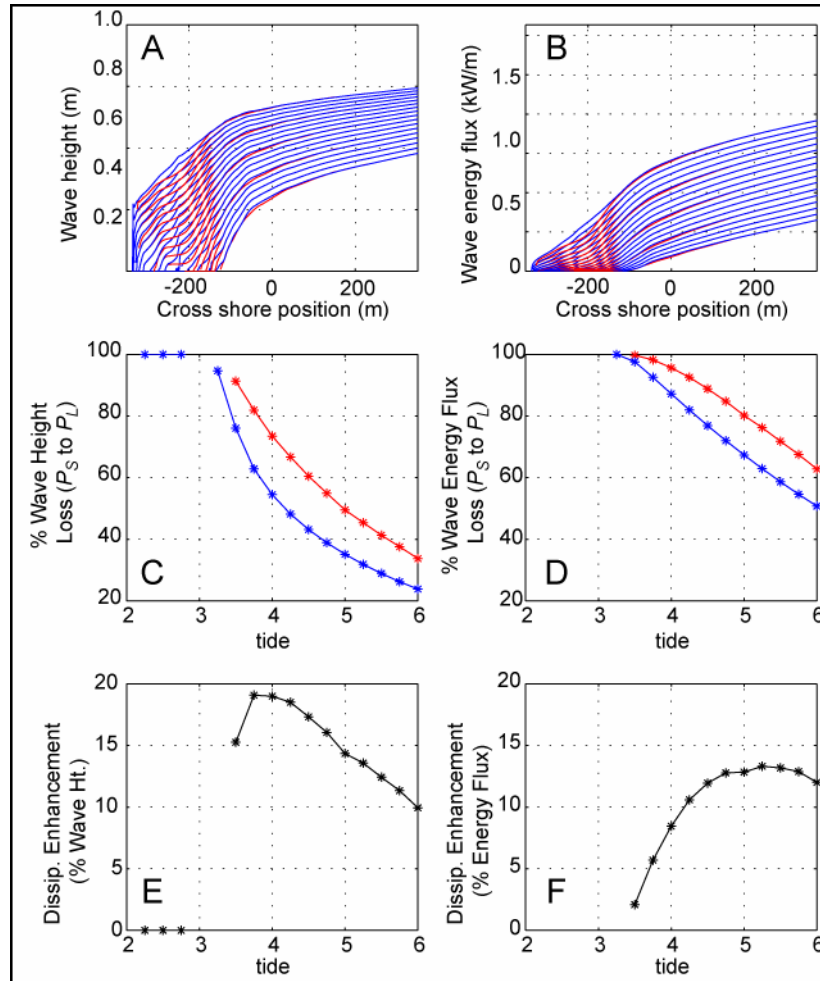 A
1.0
0.8
0.6
0.4
0.2
Wave height (m)
-200 0 200
Cross shore position (m)
B
1.5
1.0
0.5
0
Wave energy flux (kW/m)
-200 0 200
Cross shore position (m)
C
100
80
60
40
20
% Wave Height
Loss (PS to PL)
2 3 4 5 6
tide
D
100
80
60
40
20
% Wave Energy Flux
Loss (PS to PL)
2 3 4 5 6
tide
E
20
15
10
5
0
Dissip. Enhancement
(% Wave Ht.)
2 3 4 5 6
tide
F
20
15
10
5
0
Dissip. Enhancement
(% Energy Flux)
2 3 4 5 6
tide